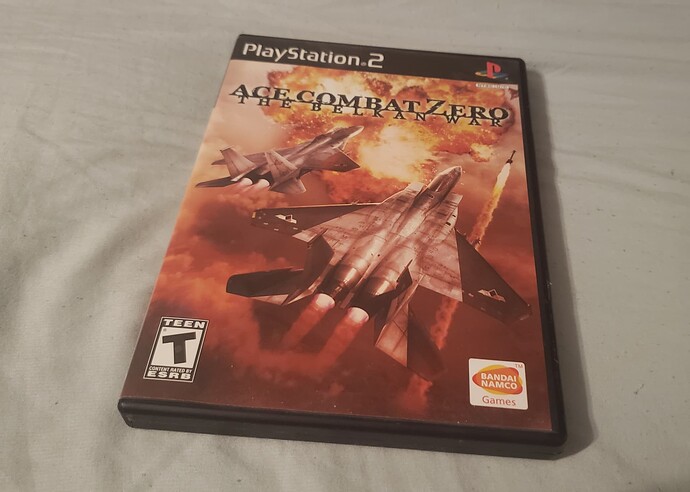 PlayStation®2
ACE COMBAT ZERO
THE BELKAN WAR
TEEN
T
CONTENT RATED BY
ESRB
BANDAI
NAMCO
Games